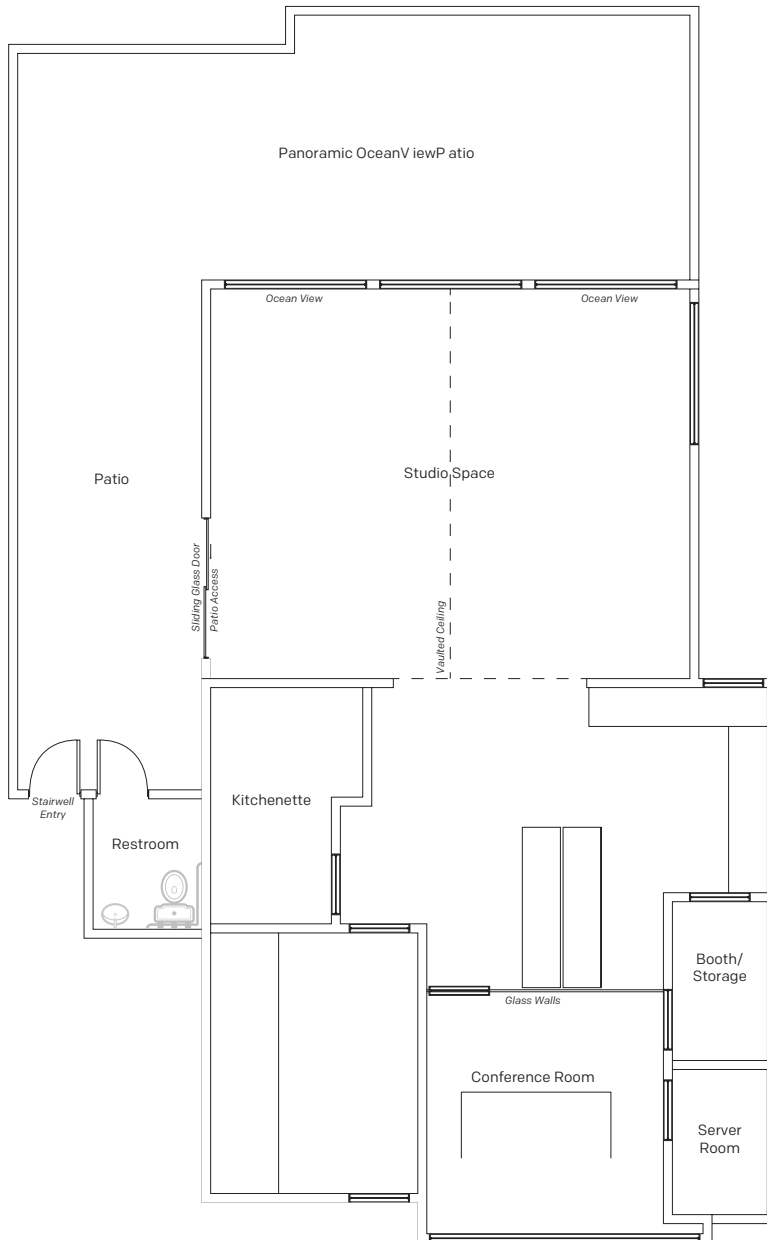 Panoramic OceanV iewP atio
Ocean View
Ocean View
Patio
Studio Space
Sliding Glass Door
Patio Access
Vaulted Ceiling
Stairwell
Entry
Kitchenette
Restroom
Booth/
Storage
Glass Walls
Conference Room
Server
Room